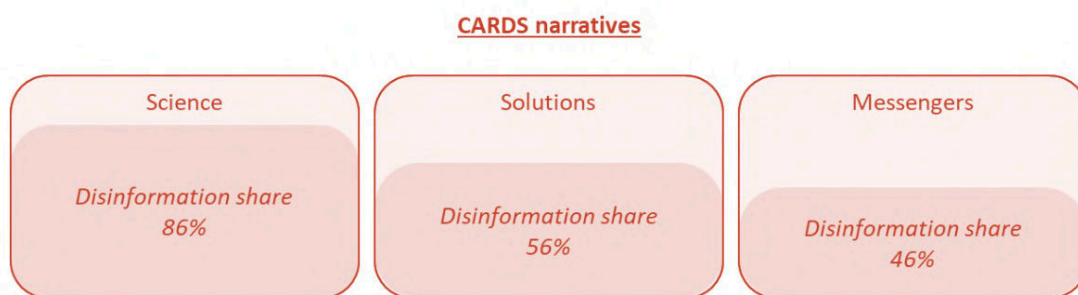 CARDS narratives
Science
Disinformation share
86%
Solutions
Disinformation share
56%
Messengers
Disinformation share
46%